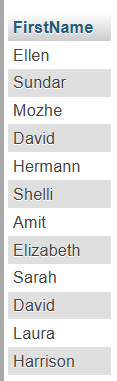 FirstName
Ellen
Sundar
Mozhe
David
Hermann
Shelli
Amit
Elizabeth
Sarah
David
Laura
Harrison